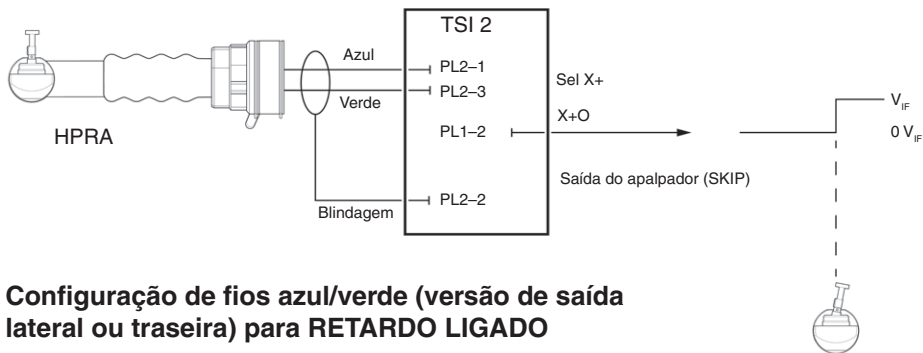 TSI 2
Azul
PL2–1
Sel X+
Verde
PL2–3
X+O
V_IF
HPRA
PL1–2
0 V_IF
Saída do apalpador (SKIP)
Blindagem
PL2–2
Configuração de fios azul/verde (versão de saída
lateral ou traseira) para RETARDO LIGADO